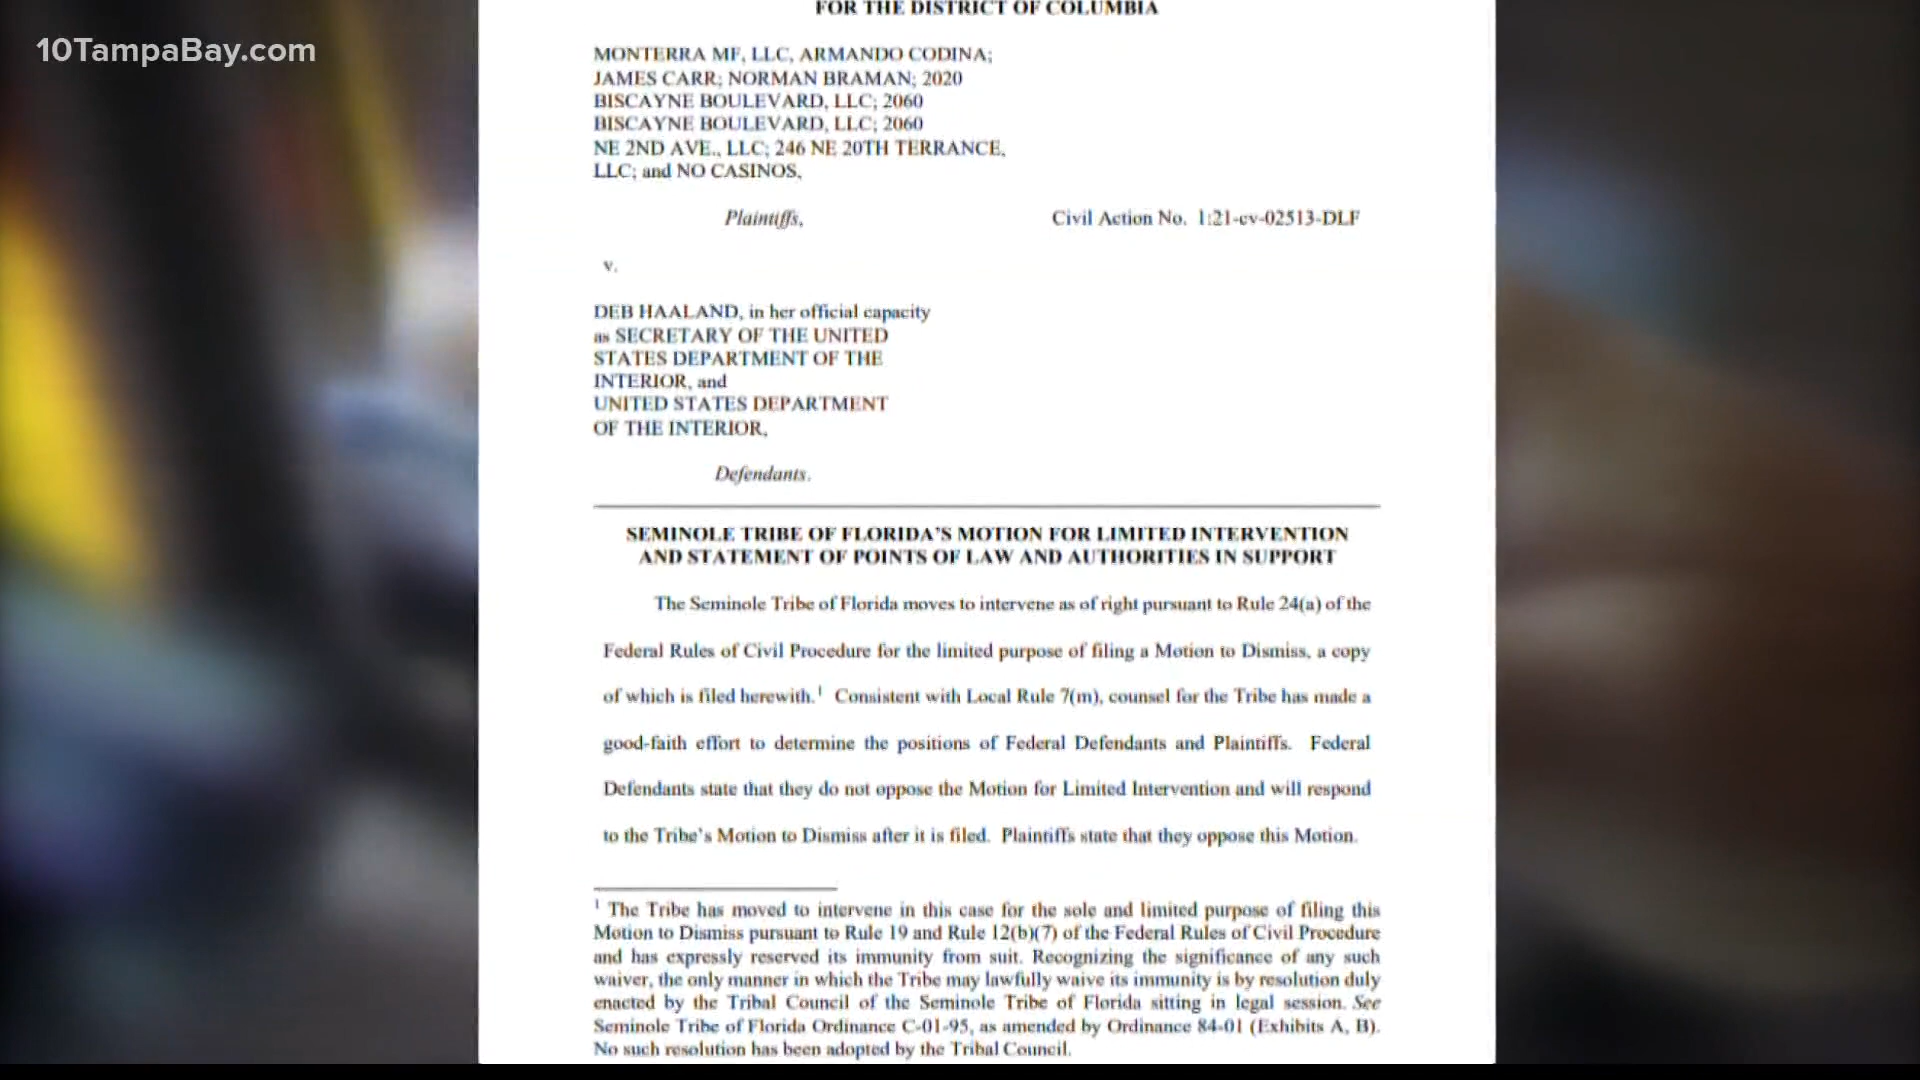 10TampaBay.com
FOR THE DISTRICT OF COLUMBIA
MONTERRA MF, LLC, ARMANDO CODINA;
JAMES CARR; NORMAN BRAMAN; 2020
BISCAYNE BOULEVARD, LLC; 2060
BISCAYNE BOULEVARD, LLC; 2060
NE 2ND AVE., LLC; 246 NE 20TH TERRANCE,
LLC; and NO CASINOS,
Plaintiffs,
Civil Action No. 1:21-cv-02513-DLF
v.
DEB HAALAND, in her official capacity
as SECRETARY OF THE UNITED
STATES DEPARTMENT OF THE
INTERIOR, and
UNITED STATES DEPARTMENT
OF THE INTERIOR,
Defendants.
SEMINOLE TRIBE OF FLORIDA'S MOTION FOR LIMITED INTERVENTION
AND STATEMENT OF POINTS OF LAW AND AUTHORITIES IN SUPPORT
The Seminole Tribe of Florida moves to intervene as of right pursuant to Rule 24(a) of the
Federal Rules of Civil Procedure for the limited purpose of filing a Motion to Dismiss, a copy
of which is filed herewith.1 Consistent with Local Rule 7(m), counsel for the Tribe has made a
good-faith effort to determine the positions of Federal Defendants and Plaintiffs. Federal
Defendants state that they do not oppose the Motion for Limited Intervention and will respond
to the Tribe's Motion to Dismiss after it is filed. Plaintiffs state that they oppose this Motion.
1 The Tribe has moved to intervene in this case for the sole and limited purpose of filing this
Motion to Dismiss pursuant to Rule 19 and Rule 12(b)(7) of the Federal Rules of Civil Procedure
and has expressly reserved its immunity from suit. Recognizing the significance of any such
waiver, the only manner in which the Tribe may lawfully waive its immunity is by resolution duly
enacted by the Tribal Council of the Seminole Tribe of Florida sitting in legal session. See
Seminole Tribe of Florida Ordinance C-01-95, as amended by Ordinance 84-01 (Exhibits A, B).
No such resolution has been adopted by the Tribal Council.